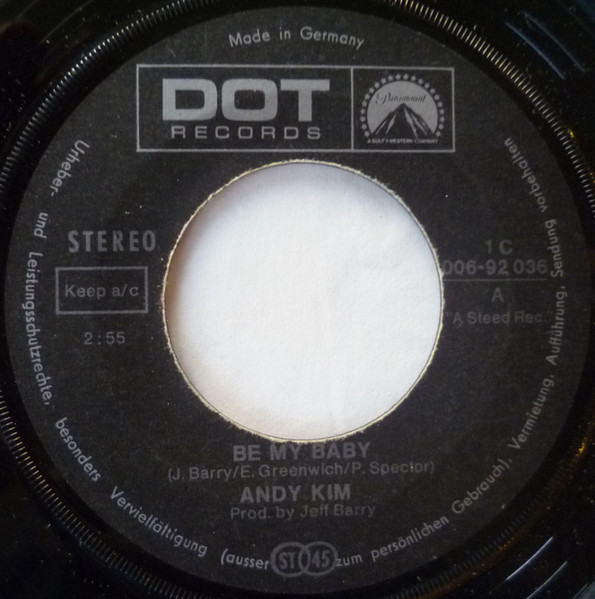 Made in Germany
DOT
RECORDS
Paramount
A GULF+WESTERN COMPANY
Urheber- und Leistungsschutzrechte, besonders Vervielfältigung (ausser zum persönlichen Gebrauch), Vermietung, Aufführung, Sendung vorbehalten
STEREO
Keep a/c
2:55
1 C
006-92 036
A
"A Steed Rec.
BE MY BABY
(J. Barry/E. Greenwich/P. Spector)
ANDY KIM
Prod. by Jeff Barry
ST 45